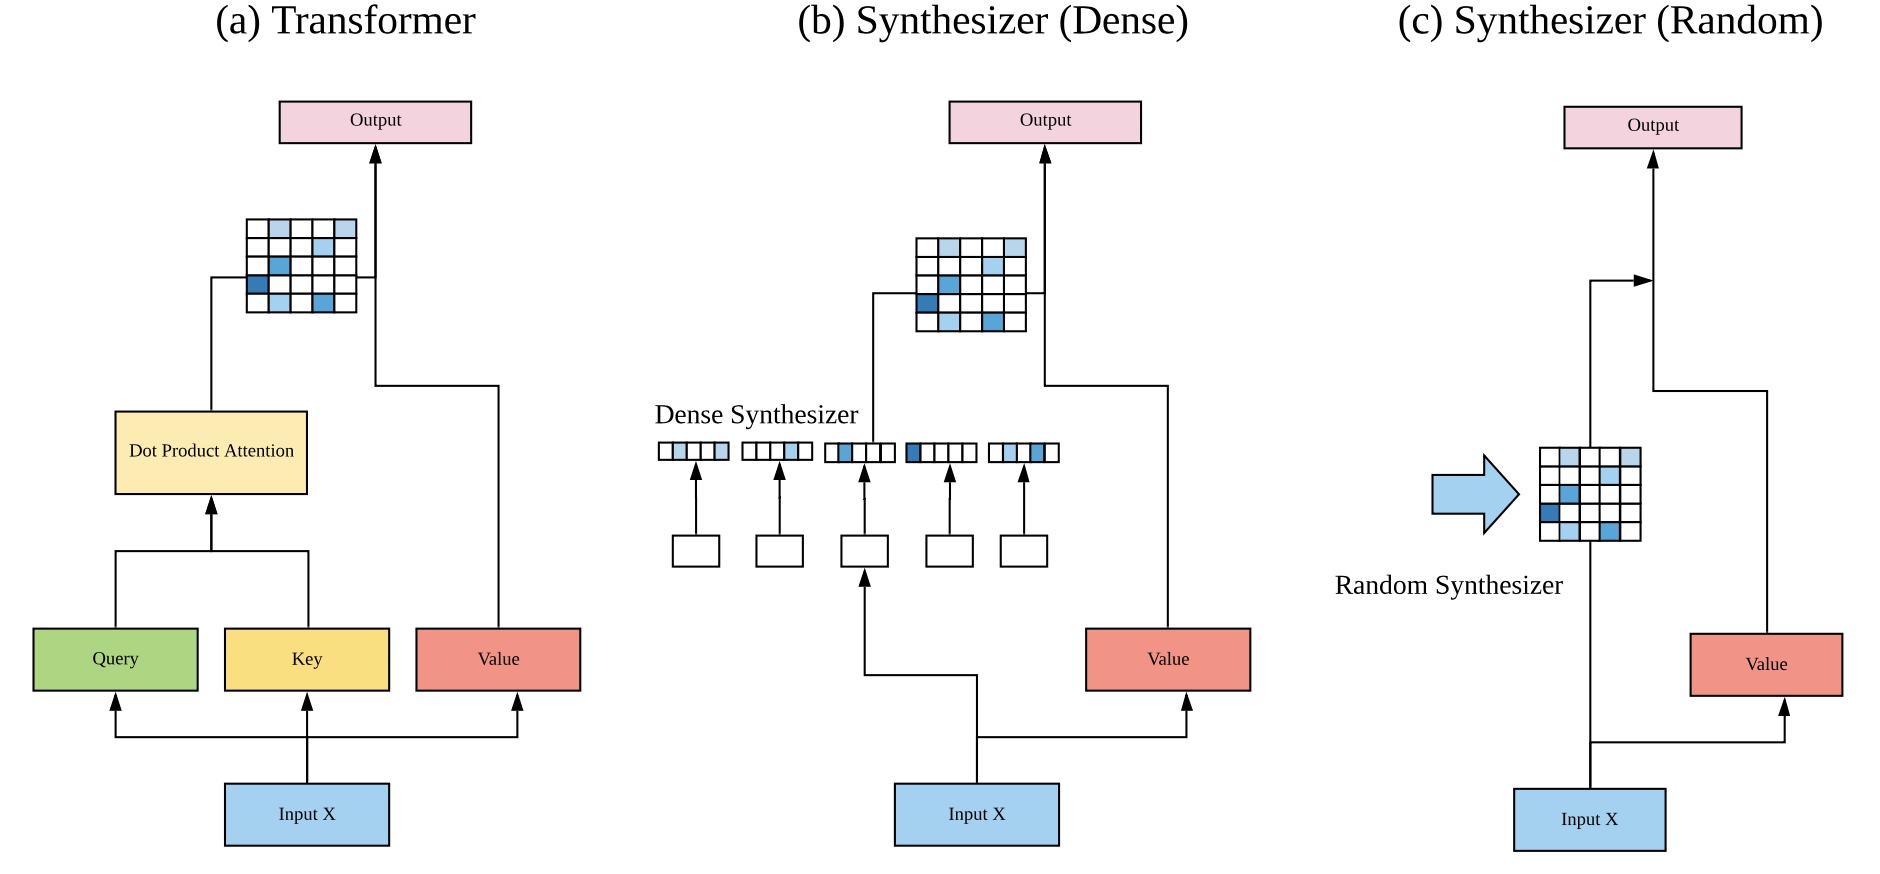 (a) Transformer
Output
Dot Product Attention
Query
Key
Value
Input X
(b) Synthesizer (Dense)
Output
Dense Synthesizer
Value
Input X
(c) Synthesizer (Random)
Output
Random Synthesizer
Value
Input X